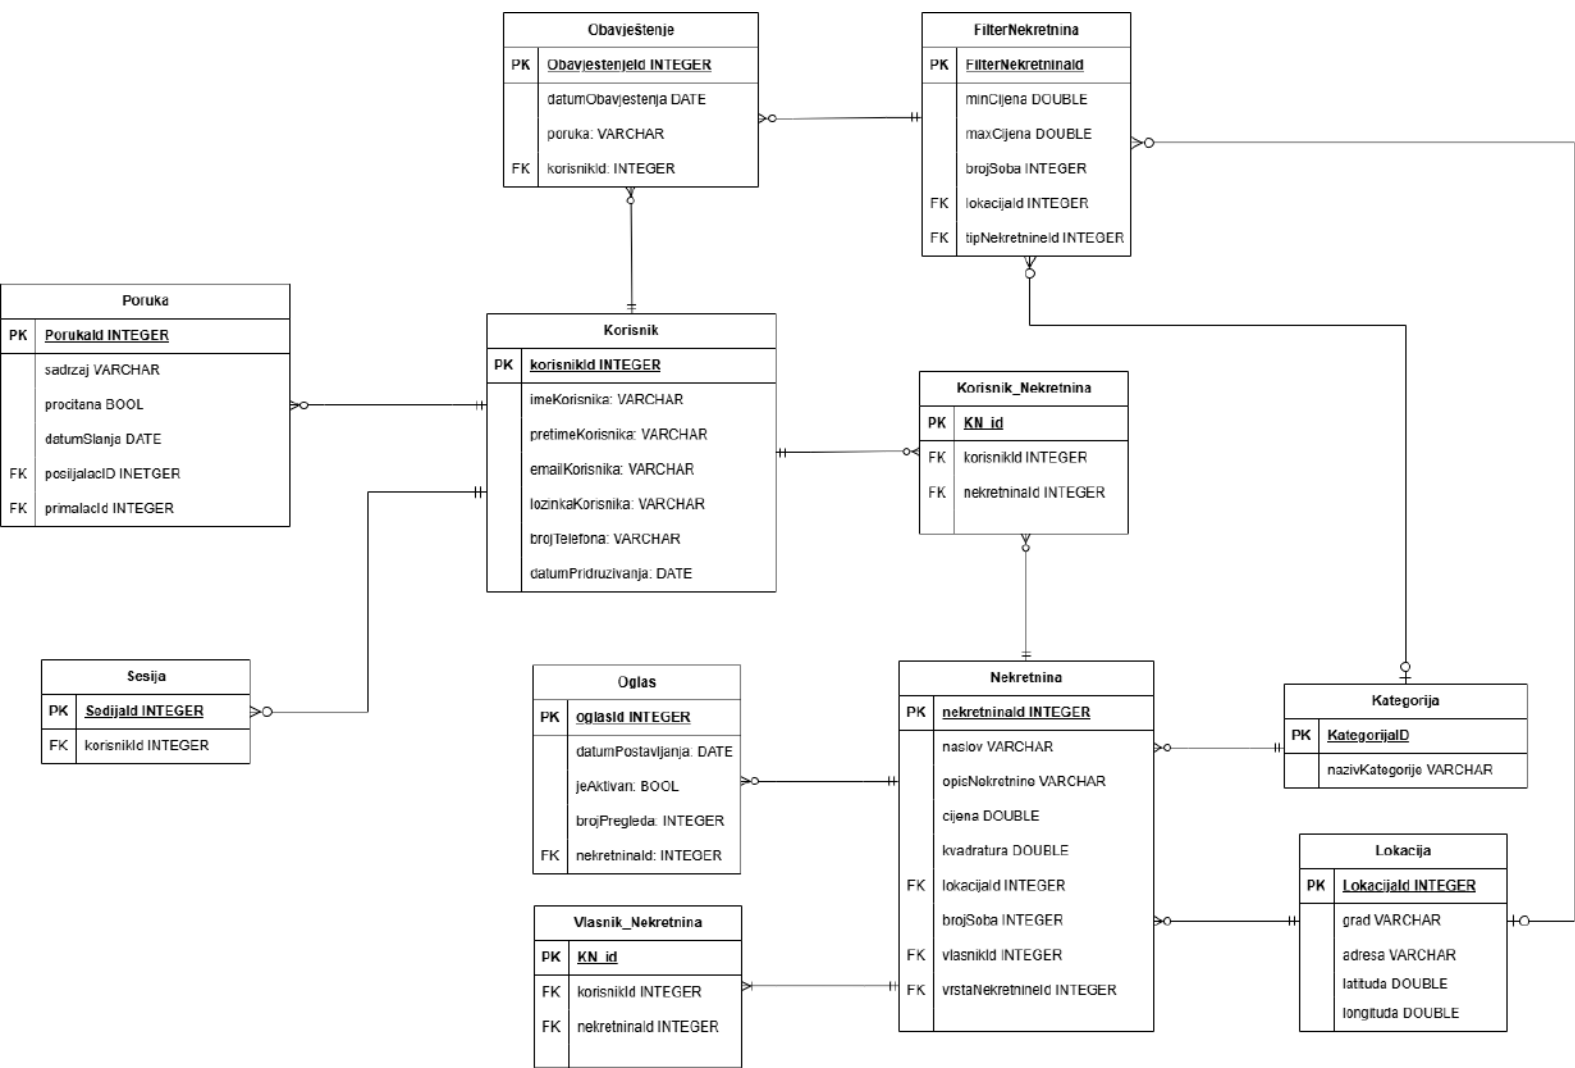 Obavještenje
PK ObavjestenjeId INTEGER
datumObavjestenja DATE
poruka: VARCHAR
FK korisnikId: INTEGER
FilterNekretnina
PK FilterNekretninaId
minCijena DOUBLE
maxCijena DOUBLE
brojSoba INTEGER
FK lokacijaId INTEGER
FK tipNekretnineId INTEGER
Poruka
PK PorukaId INTEGER
sadrzaj VARCHAR
procitana BOOL
datumSlanja DATE
FK posiljalacID INETGER
FK primalacId INTEGER
Korisnik
PK korisnikId INTEGER
imeKorisnika: VARCHAR
pretimeKorisnika: VARCHAR
emailKorisnika: VARCHAR
lozinkaKorisnika: VARCHAR
brojTelefona: VARCHAR
datumPridruzivanja: DATE
Korisnik_Nekretnina
PK KN_id
FK korisnikId INTEGER
FK nekretninaId INTEGER
Sesija
PK SedijaId INTEGER
FK korisnikId INTEGER
Oglas
PK oglasId INTEGER
datumPostavljanja: DATE
jeAktivan: BOOL
brojPregleda: INTEGER
FK nekretninaId: INTEGER
Nekretnina
PK nekretninaId INTEGER
naslov VARCHAR
opisNekretnine VARCHAR
cijena DOUBLE
kvadratura DOUBLE
FK lokacijaId INTEGER
brojSoba INTEGER
FK vlasnikId INTEGER
FK vrstaNekretnineId INTEGER
Kategorija
PK KategorijaID
nazivKategorije VARCHAR
Lokacija
PK LokacijaId INTEGER
grad VARCHAR
adresa VARCHAR
latituda DOUBLE
longituda DOUBLE
Vlasnik_Nekretnina
PK KN_id
FK korisnikId INTEGER
FK nekretninaId INTEGER